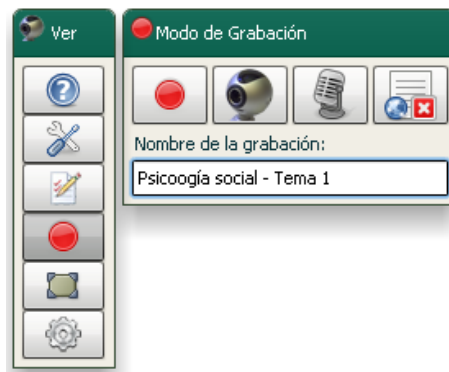 Ver
Modo de Grabación
Nombre de la grabación:
Psicoogía social - Tema 1